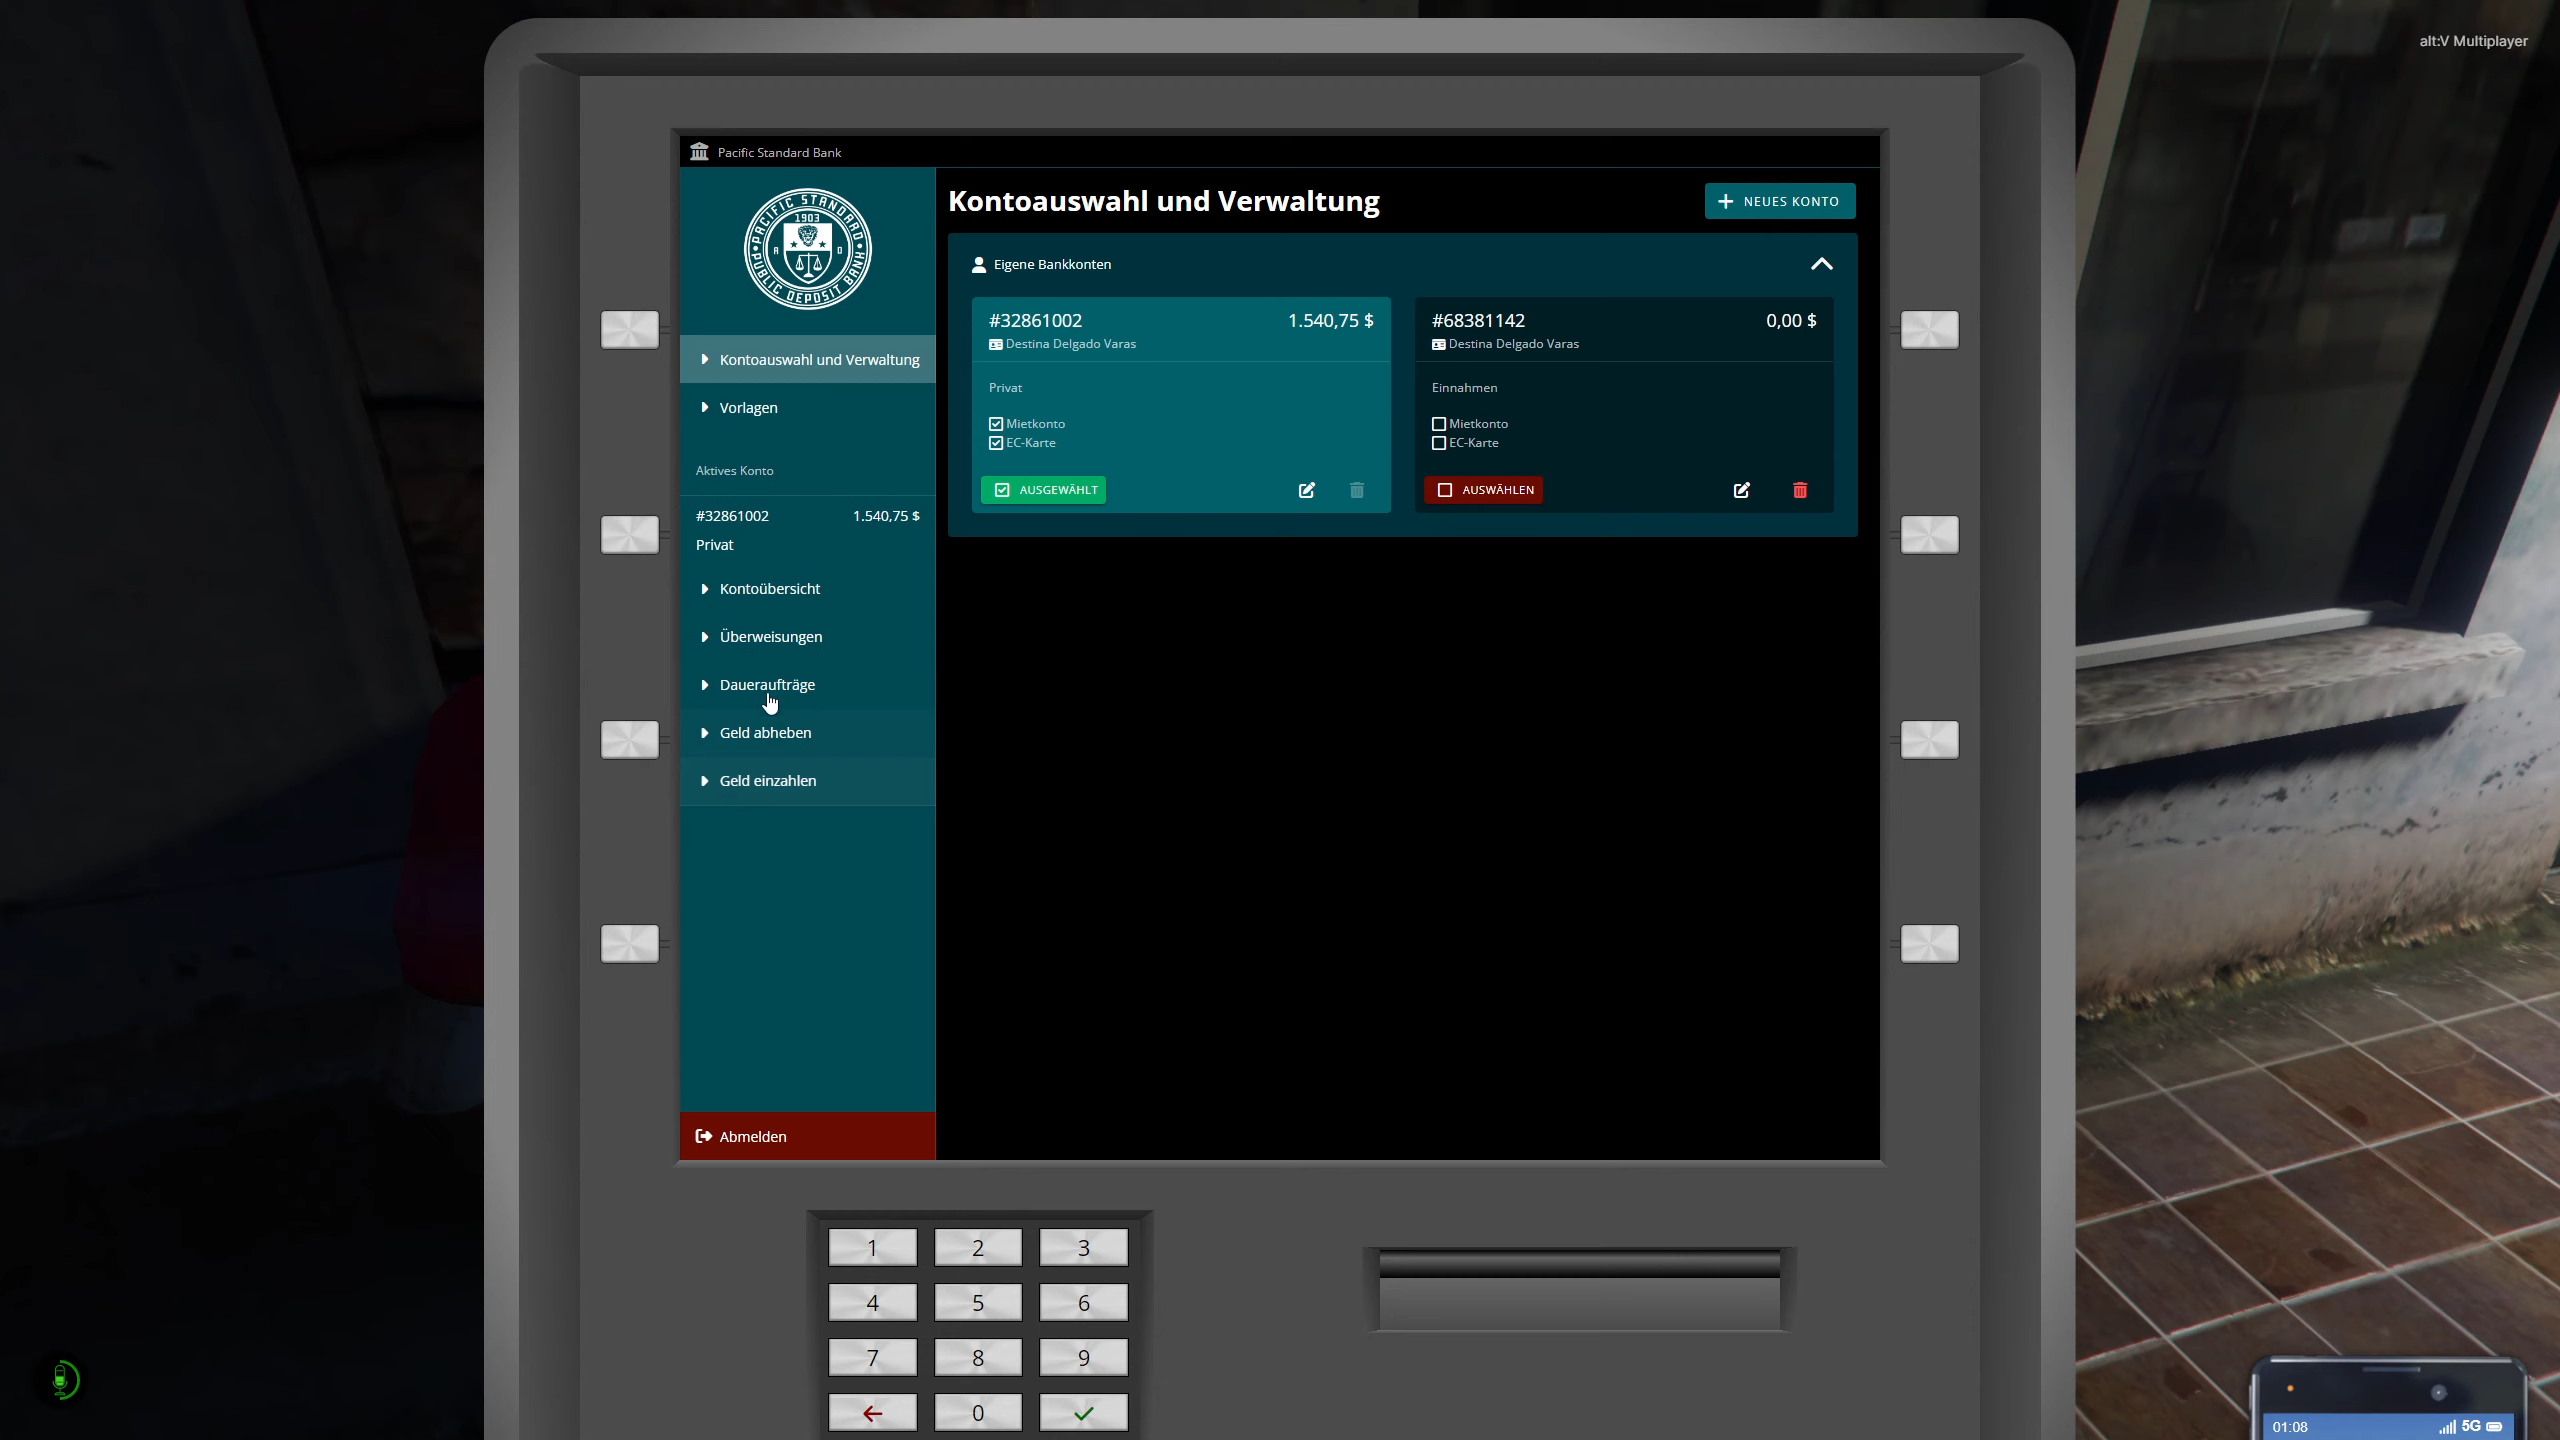 alt:V Multiplayer
Pacific Standard Bank
PACIFIC STANDARD
1903
A D
PUBLIC DEPOSIT BANK
Kontoauswahl und Verwaltung
Vorlagen
Aktives Konto
#32861002 1.540,75 $
Privat
Kontoübersicht
Überweisungen
Daueraufträge
Geld abheben
Geld einzahlen
Abmelden
Kontoauswahl und Verwaltung
NEUES KONTO
Eigene Bankkonten
#32861002 1.540,75 $
Destina Delgado Varas
Privat
Mietkonto
EC-Karte
AUSGEWÄHLT
#68381142 0,00 $
Destina Delgado Varas
Einnahmen
Mietkonto
EC-Karte
AUSWÄHLEN
1 2 3
4 5 6
7 8 9
0
01:08 5G